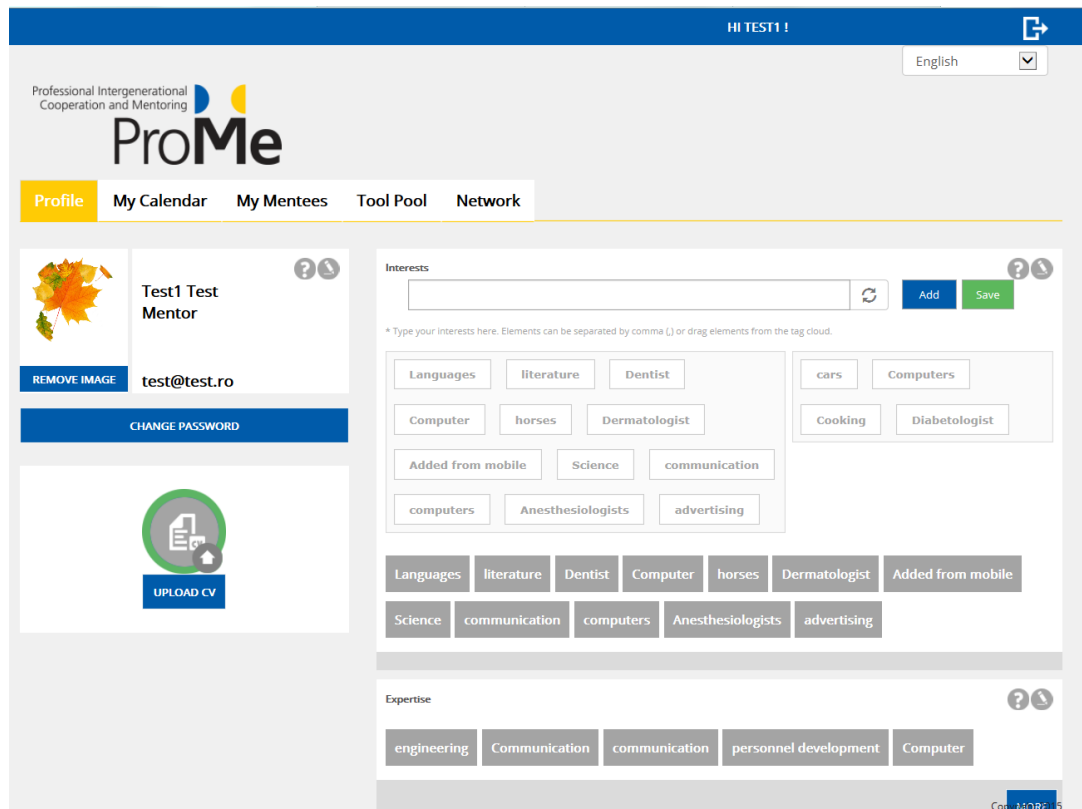 HI TEST1 !
English
Professional Intergenerational
Cooperation and Mentoring
ProMe
Profile My Calendar My Mentees Tool Pool Network
Test1 Test
Mentor
test@test.ro
REMOVE IMAGE
CHANGE PASSWORD
CV
UPLOAD CV
Interests
Add Save
* Type your interests here. Elements can be separated by comma (,) or drag elements from the tag cloud.
Languages literature Dentist
Computer horses Dermatologist
Added from mobile Science communication
computers Anesthesiologists advertising
cars Computers
Cooking Diabetologist
Languages literature Dentist Computer horses Dermatologist Added from mobile
Science communication computers Anesthesiologists advertising
Expertise
engineering Communication communication personnel development Computer
MORE